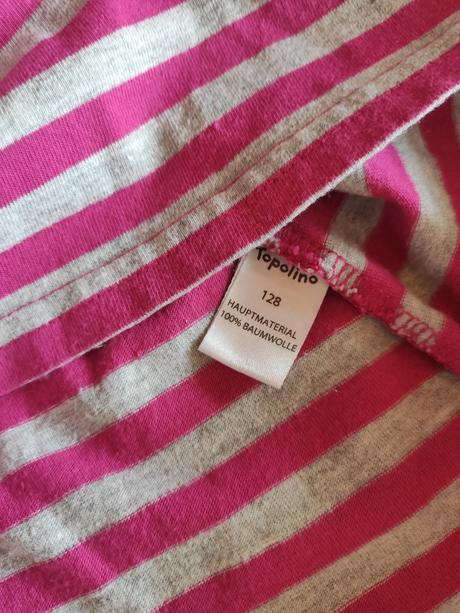 Topolino
128
HAUPTMATERIAL
100% BAUMWOLLE